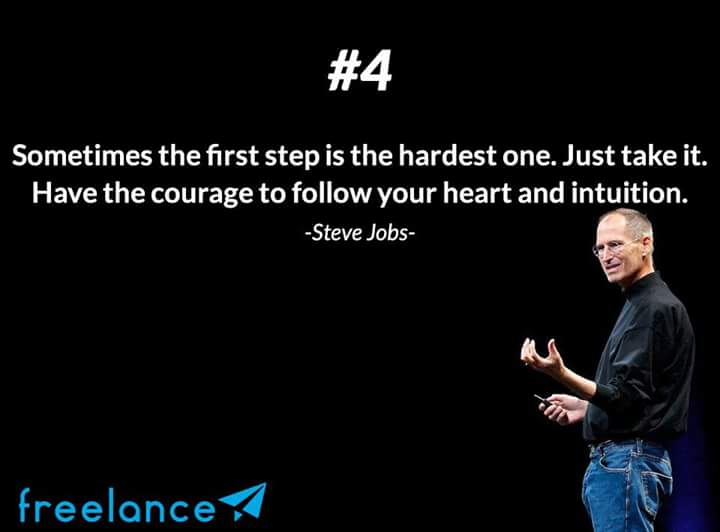 #4
Sometimes the first step is the hardest one. Just take it.
Have the courage to follow your heart and intuition.
-Steve Jobs-
freelance